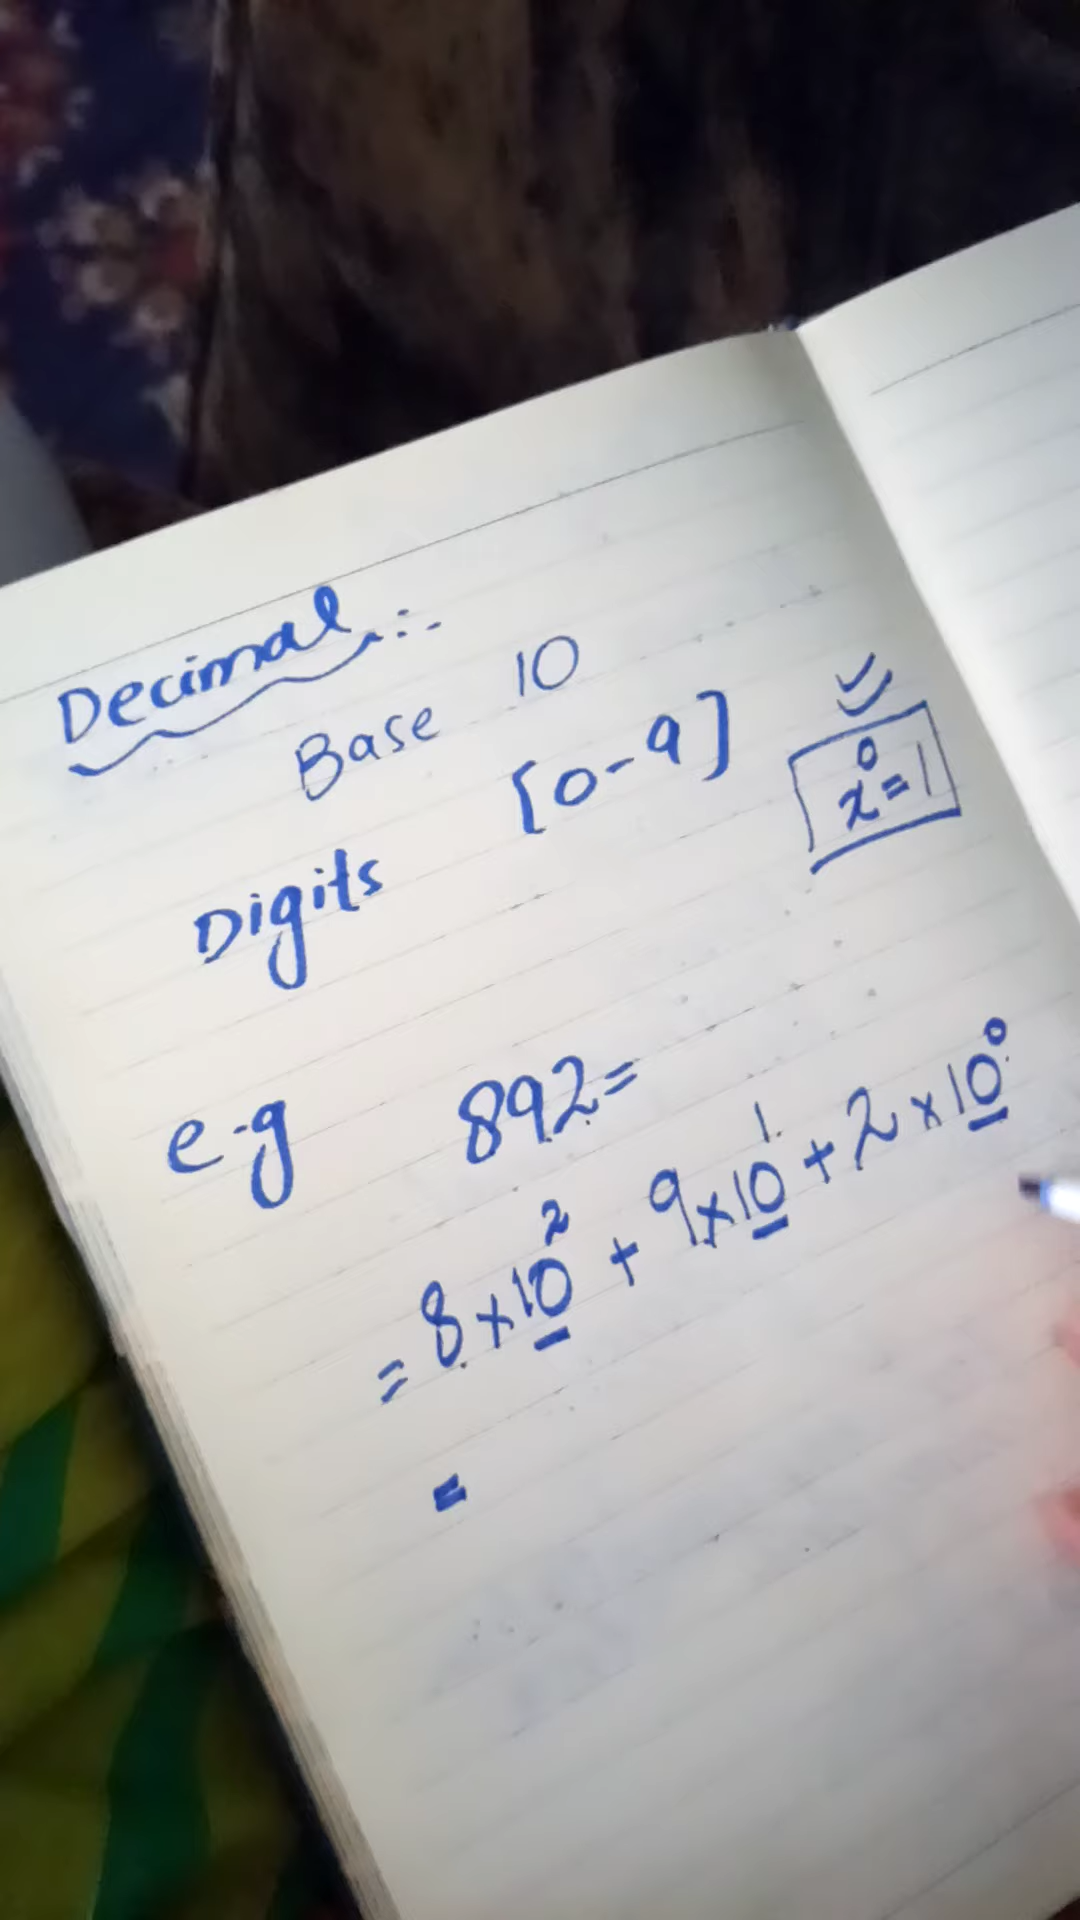 Decimal :-
Base 10
Digits [0-9]
x⁰=1
e.g 892=
= 8×10² + 9×10¹ + 2×10⁰
=